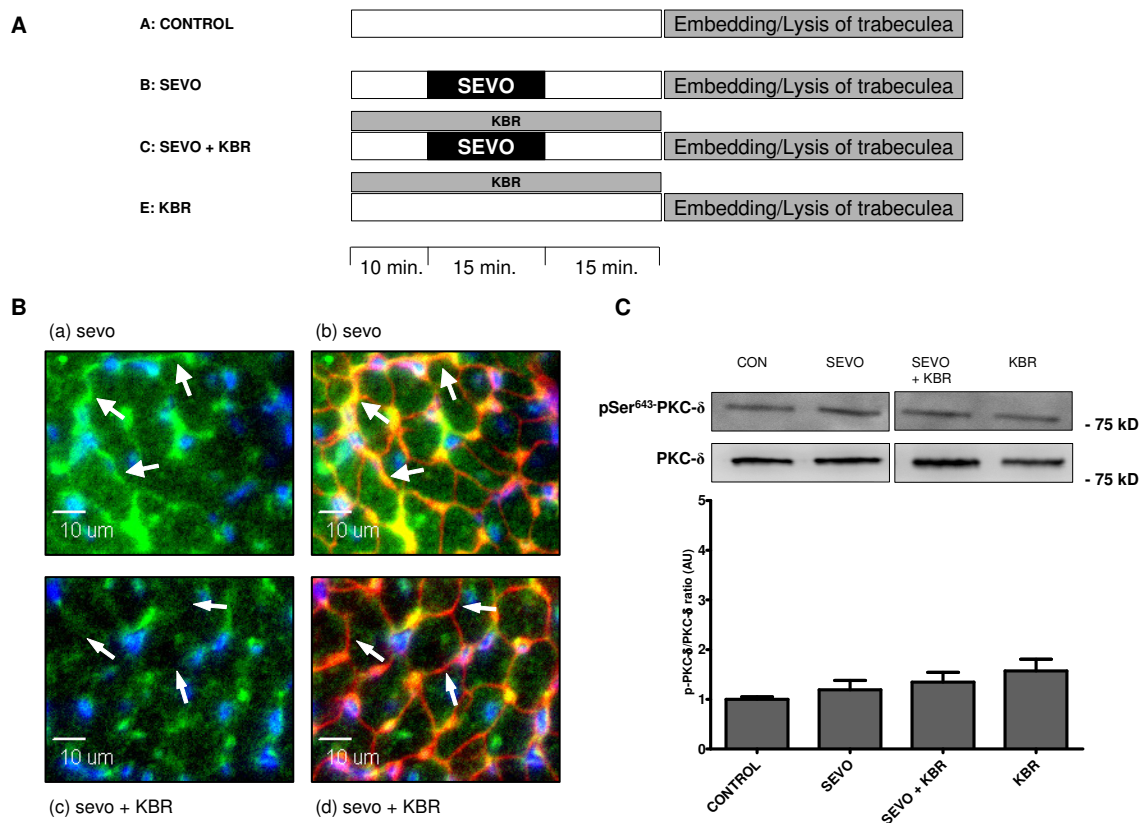 A
A: CONTROL
Embedding/Lysis of trabeculea
B: SEVO
SEVO
Embedding/Lysis of trabeculea
KBR
C: SEVO + KBR
SEVO
Embedding/Lysis of trabeculea
KBR
E: KBR
Embedding/Lysis of trabeculea
10 min.
15 min.
15 min.
B
(a) sevo
(b) sevo
10 um
10 um
10 um
10 um
(c) sevo + KBR
(d) sevo + KBR
C
CON
SEVO
SEVO
+ KBR
KBR
pSer643-PKC-δ
- 75 kD
PKC-δ
- 75 kD
p-PKC-δ/PKC-δ ratio (AU)
5
4
3
2
1
0
CONTROL
SEVO
SEVO + KBR
KBR